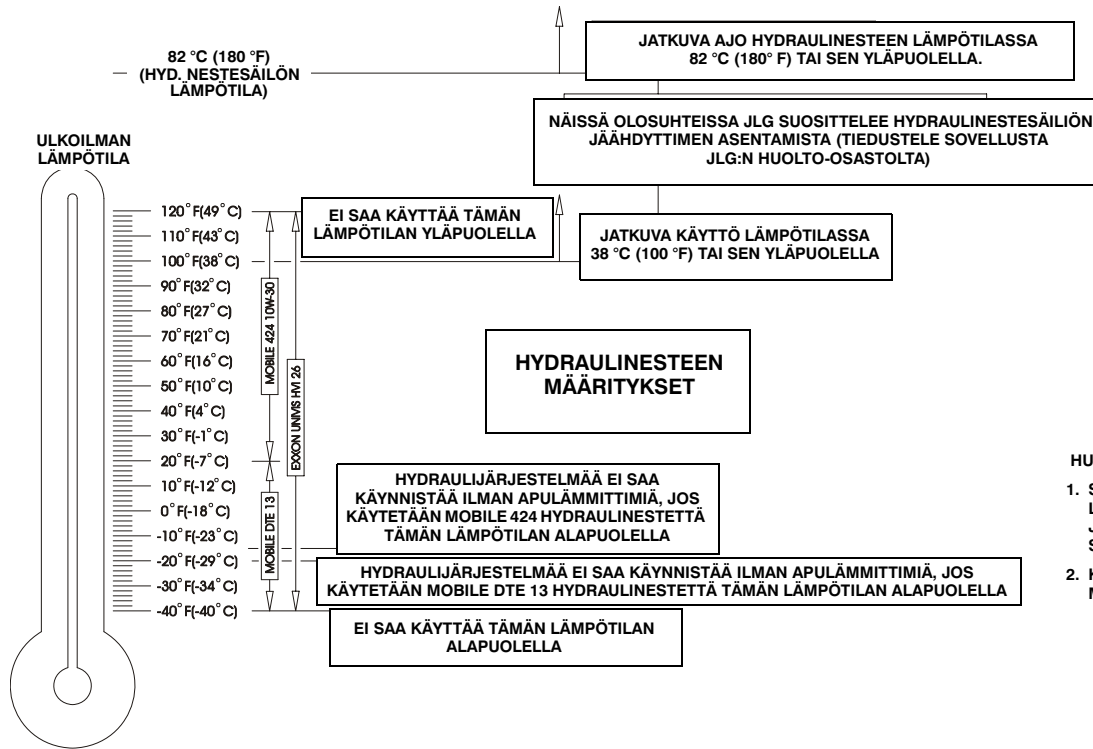 82 °C (180 °F)
(HYD. NESTESÄILÖN
LÄMPÖTILA)
JATKUVA AJO HYDRAULINESTEEN LÄMPÖTILASSA
82 °C (180° F) TAI SEN YLÄPUOLELLA.
NÄISSÄ OLOSUHTEISSA JLG SUOSITTELEE HYDRAULINESTESÄILIÖN
JÄÄHDYTTIMEN ASENTAMISTA (TIEDUSTELE SOVELLUSTA
JLG:N HUOLTO-OSASTOLTA)
ULKOILMAN
LÄMPÖTILA
120°F(49°C)
110°F(43°C)
100°F(38°C)
90°F(32°C)
80°F(27°C)
70°F(21°C)
60°F(16°C)
50°F(10°C)
40°F(4°C)
30°F(-1°C)
20°F(-7°C)
10°F(-12°C)
0°F(-18°C)
-10°F(-23°C)
-20°F(-29°C)
-30°F(-34°C)
-40°F(-40°C)
MOBILE 424 10W-30
MOBILE DTE 13
EXXON UNIVIS HVI 26
EI SAA KÄYTTÄÄ TÄMÄN
LÄMPÖTILAN YLÄPUOLELLA
JATKUVA KÄYTTÖ LÄMPÖTILASSA
38 °C (100 °F) TAI SEN YLÄPUOLELLA
HYDRAULINESTEEN
MÄÄRITYKSET
HYDRAULIJÄRJESTELMÄÄ EI SAA
KÄYNNISTÄÄ ILMAN APULÄMMITTIMIÄ, JOS
KÄYTETÄÄN MOBILE 424 HYDRAULINESTETTÄ
TÄMÄN LÄMPÖTILAN ALAPUOLELLA
HYDRAULIJÄRJESTELMÄÄ EI SAA KÄYNNISTÄÄ ILMAN APULÄMMITTIMIÄ, JOS
KÄYTETÄÄN MOBILE DTE 13 HYDRAULINESTETTÄ TÄMÄN LÄMPÖTILAN ALAPUOLELLA
EI SAA KÄYTTÄÄ TÄMÄN LÄMPÖTILAN
ALAPUOLELLA
HU
1. S
L
J
S
2. K
M